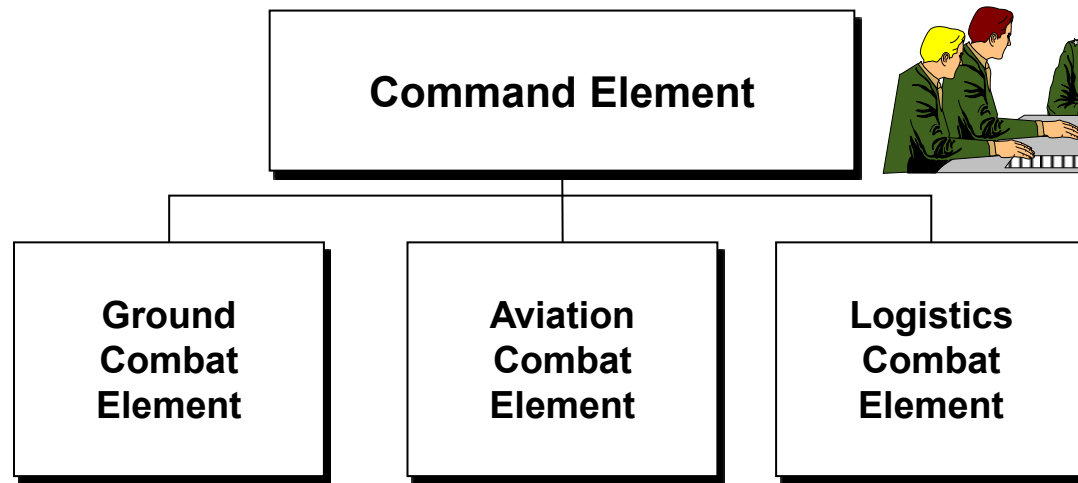 Command Element
Ground
Combat
Element
Aviation
Combat
Element
Logistics
Combat
Element